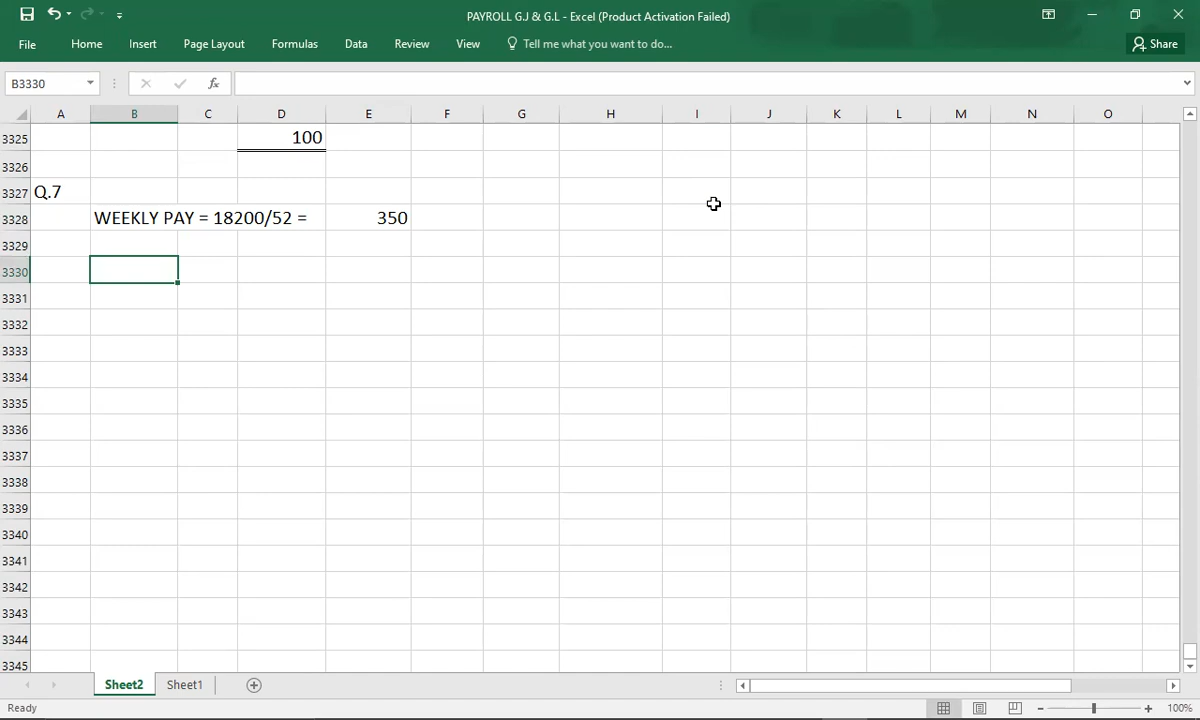 PAYROLL G.J & G.L - Excel (Product Activation Failed)
File Home Insert Page Layout Formulas Data Review View Tell me what you want to do... Share
B3330 fx
A B C D E F G H I J K L M N O
3325 100
3326
3327 Q.7
3328 WEEKLY PAY = 18200/52 = 350
3329
3330
3331
3332
3333
3334
3335
3336
3337
3338
3339
3340
3341
3342
3343
3344
3345
Sheet2 Sheet1
Ready 100%